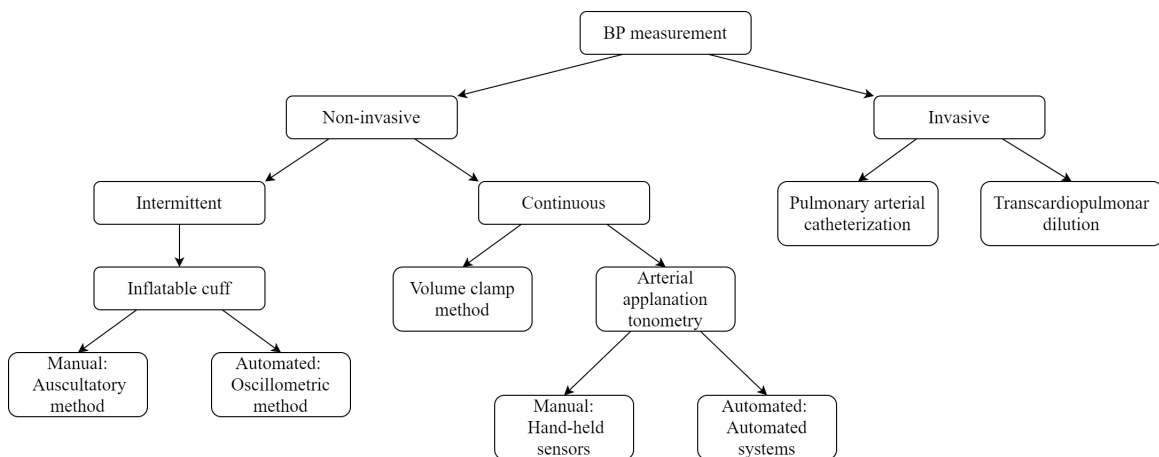 BP measurement
Non-invasive
Invasive
Intermittent
Continuous
Pulmonary arterial
catheterization
Transcardiopulmonar
dilution
Inflatable cuff
Volume clamp
method
Arterial
applanation
tonometry
Manual:
Auscultatory
method
Automated:
Oscillometric
method
Manual:
Hand-held
sensors
Automated:
Automated
systems